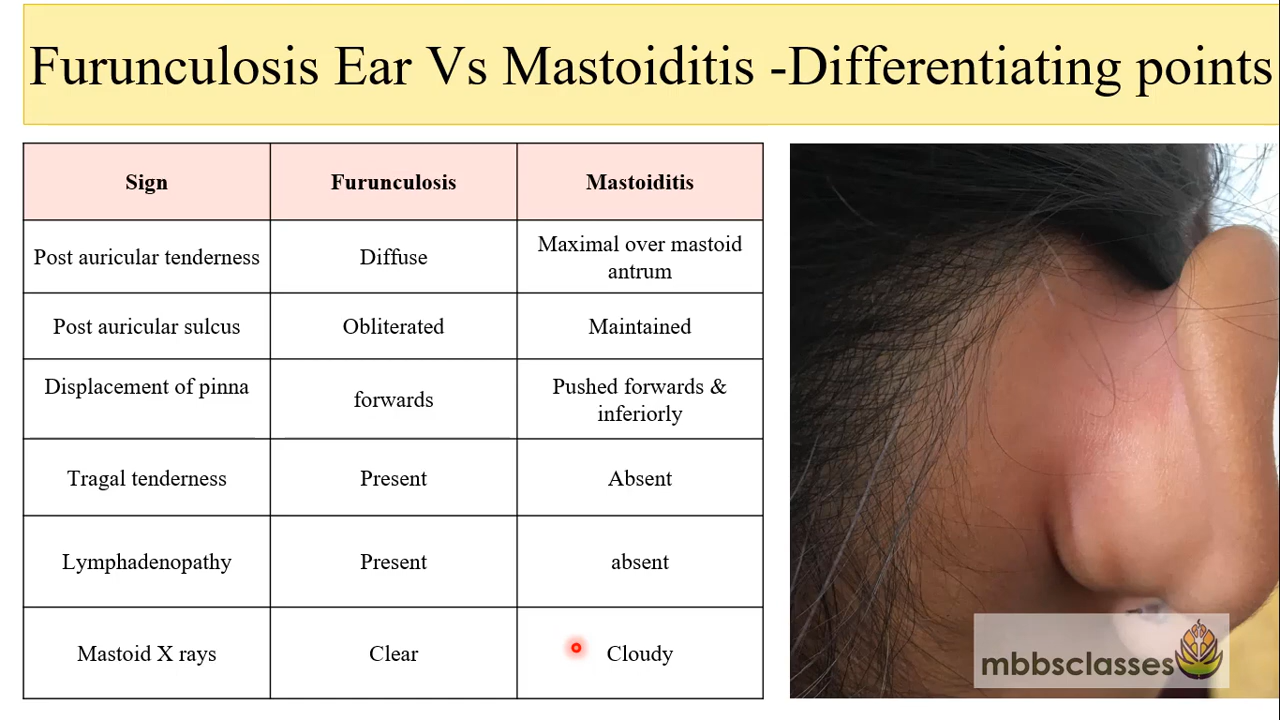 Furunculosis Ear Vs Mastoiditis -Differentiating points
Sign Furunculosis Mastoiditis
Post auricular tenderness Diffuse Maximal over mastoid
antrum
Post auricular sulcus Obliterated Maintained
Displacement of pinna forwards Pushed forwards &
inferiorly
Tragal tenderness Present Absent
Lymphadenopathy Present absent
Mastoid X rays Clear Cloudy
mbbsclasses